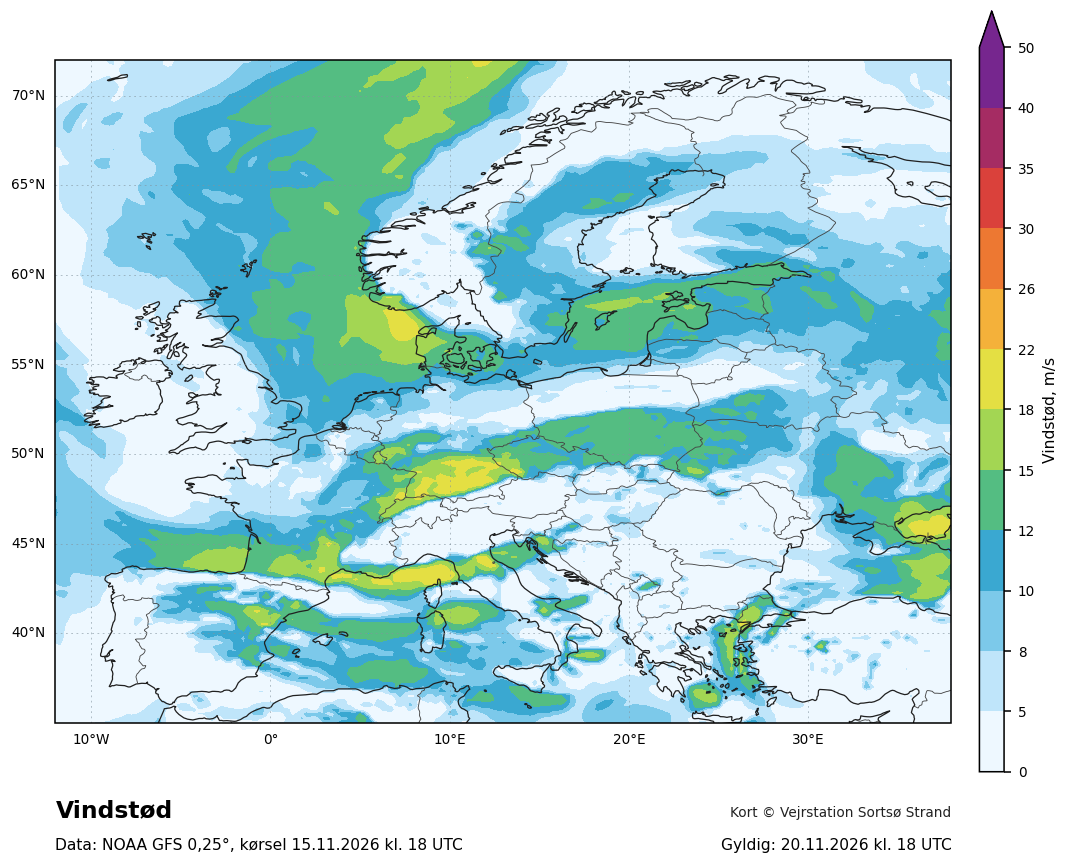 50
40
35
30
26
22
18
15
12
10
8
5
0
Vindstød, m/s
70°N
65°N
60°N
55°N
50°N
45°N
40°N
10°W
0°
10°E
20°E
30°E
Vindstød
Kort © Vejrstation Sortsø Strand
Data: NOAA GFS 0,25°, kørsel 15.11.2026 kl. 18 UTC
Gyldig: 20.11.2026 kl. 18 UTC